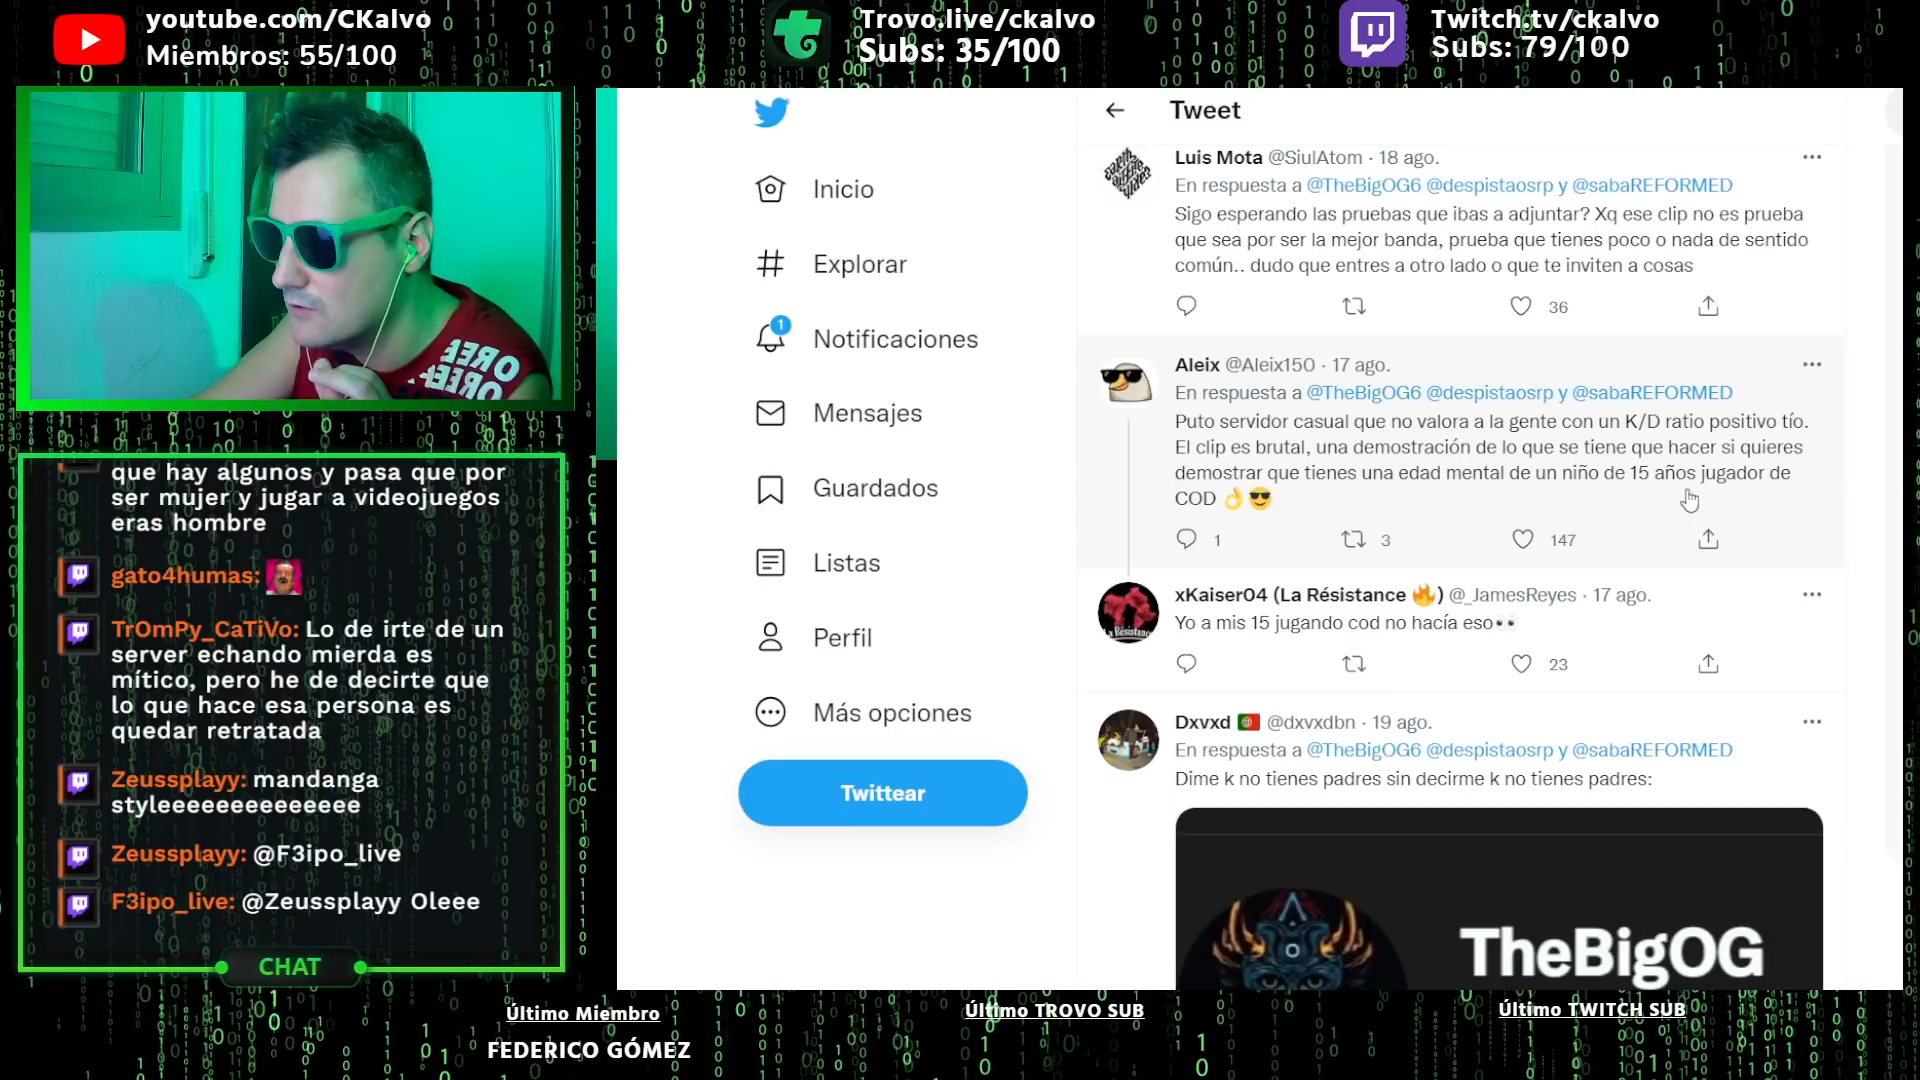 youtube.com/CKalvo
Miembros: 55/100
Trovo.live/ckalvo
Subs: 35/100
Twitch.tv/ckalvo
Subs: 79/100
que hay algunos y pasa que por
ser mujer y jugar a videojuegos
eras hombre
gato4humas:
TrOmPy_CaTiVo: Lo de irte de un
server echando mierda es
mítico, pero he de decirte que
lo que hace esa persona es
quedar retratada
Zeussplayy: mandanga
styleeeeeeeeeeeeee
Zeussplayy: @F3ipo_live
F3ipo_live: @Zeussplayy Oleee
CHAT
Inicio
Explorar
1
Notificaciones
Mensajes
Guardados
Listas
Perfil
Más opciones
Twittear
Tweet
Luis Mota @SiulAtom · 18 ago.
En respuesta a @TheBigOG6 @despistaosrp y @sabaREFORMED
Sigo esperando las pruebas que ibas a adjuntar? Xq ese clip no es prueba
que sea por ser la mejor banda, prueba que tienes poco o nada de sentido
común.. dudo que entres a otro lado o que te inviten a cosas
36
Aleix @Aleix150 · 17 ago.
En respuesta a @TheBigOG6 @despistaosrp y @sabaREFORMED
Puto servidor casual que no valora a la gente con un K/D ratio positivo tío.
El clip es brutal, una demostración de lo que se tiene que hacer si quieres
demostrar que tienes una edad mental de un niño de 15 años jugador de
COD 👌😎
1 3 147
xKaiser04 (La Résistance 🔥) @_JamesReyes · 17 ago.
Yo a mis 15 jugando cod no hacía eso👀
23
Dxvxd 🇵🇹 @dxvxdbn · 19 ago.
En respuesta a @TheBigOG6 @despistaosrp y @sabaREFORMED
Dime k no tienes padres sin decirme k no tienes padres:
TheBigOG
Último Miembro
FEDERICO GÓMEZ
Último TROVO SUB
Último TWITCH SUB